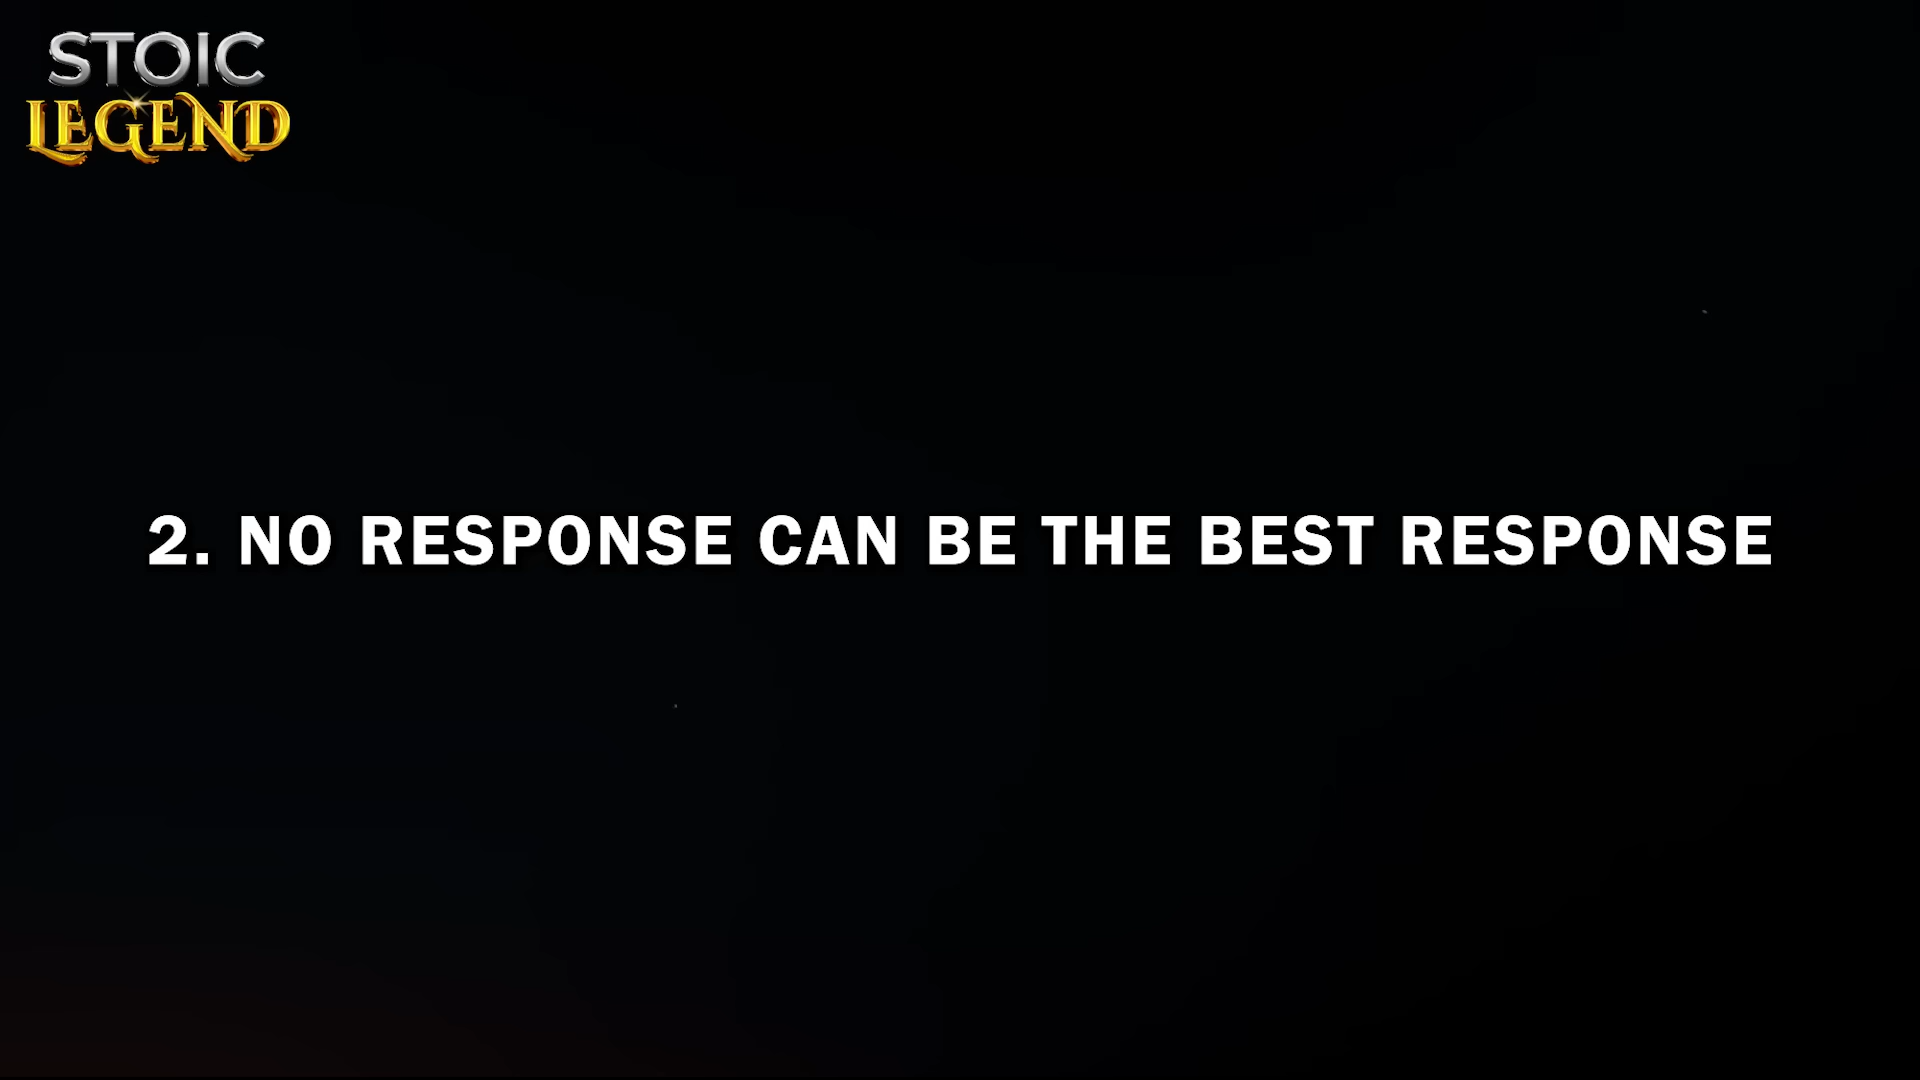 STOIC
LEGEND
2. NO RESPONSE CAN BE THE BEST RESPONSE